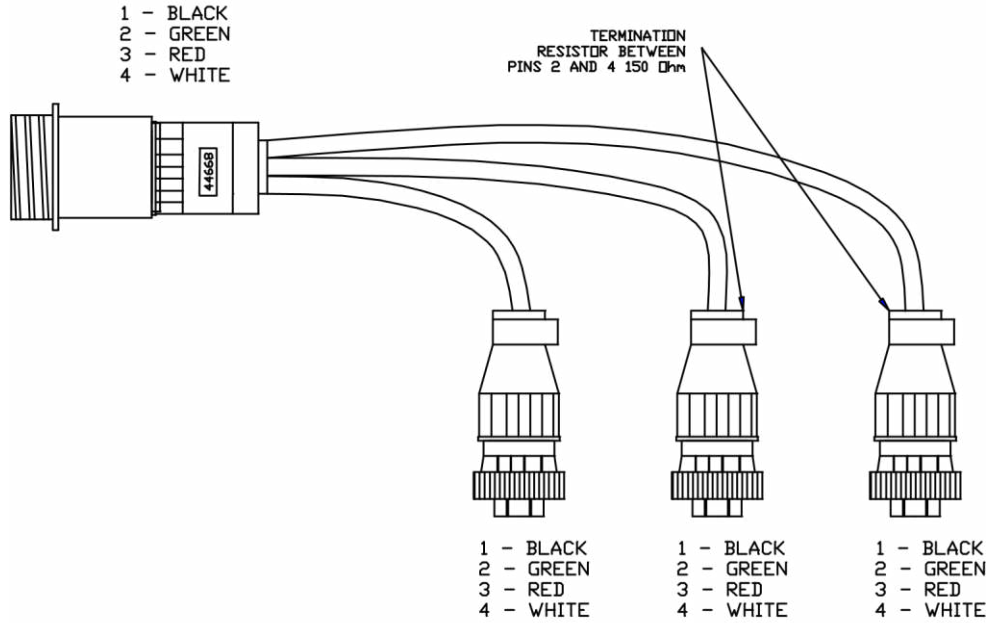 1 - BLACK
2 - GREEN
3 - RED
4 - WHITE
TERMINATION
RESISTOR BETWEEN
PINS 2 AND 4 150 Ohm
44668
1 - BLACK
2 - GREEN
3 - RED
4 - WHITE
1 - BLACK
2 - GREEN
3 - RED
4 - WHITE
1 - BLACK
2 - GREEN
3 - RED
4 - WHITE